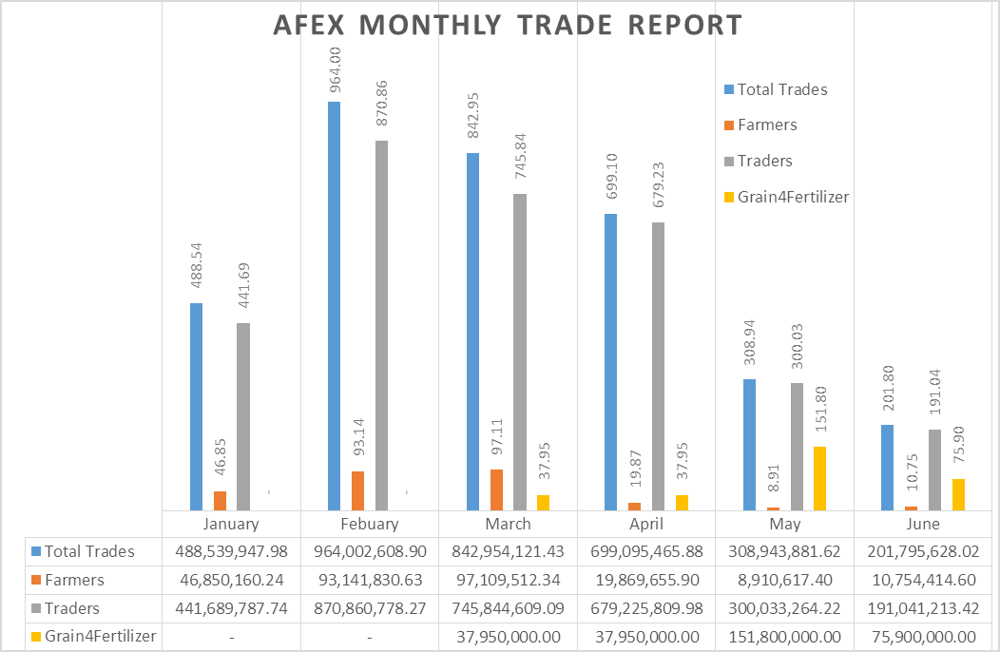 AFEX MONTHLY TRADE REPORT
Total Trades
Farmers
Traders
Grain4Fertilizer
488.54
46.85
441.69
-
964.00
93.14
870.86
-
842.95
97.11
745.84
37.95
699.10
19.87
679.23
37.95
308.94
8.91
300.03
151.80
201.80
10.75
191.04
75.90
January Febuary March April May June
Total Trades 488,539,947.98 964,002,608.90 842,954,121.43 699,095,465.88 308,943,881.62 201,795,628.02
Farmers 46,850,160.24 93,141,830.63 97,109,512.34 19,869,655.90 8,910,617.40 10,754,414.60
Traders 441,689,787.74 870,860,778.27 745,844,609.09 679,225,809.98 300,033,264.22 191,041,213.42
Grain4Fertilizer - - 37,950,000.00 37,950,000.00 151,800,000.00 75,900,000.00